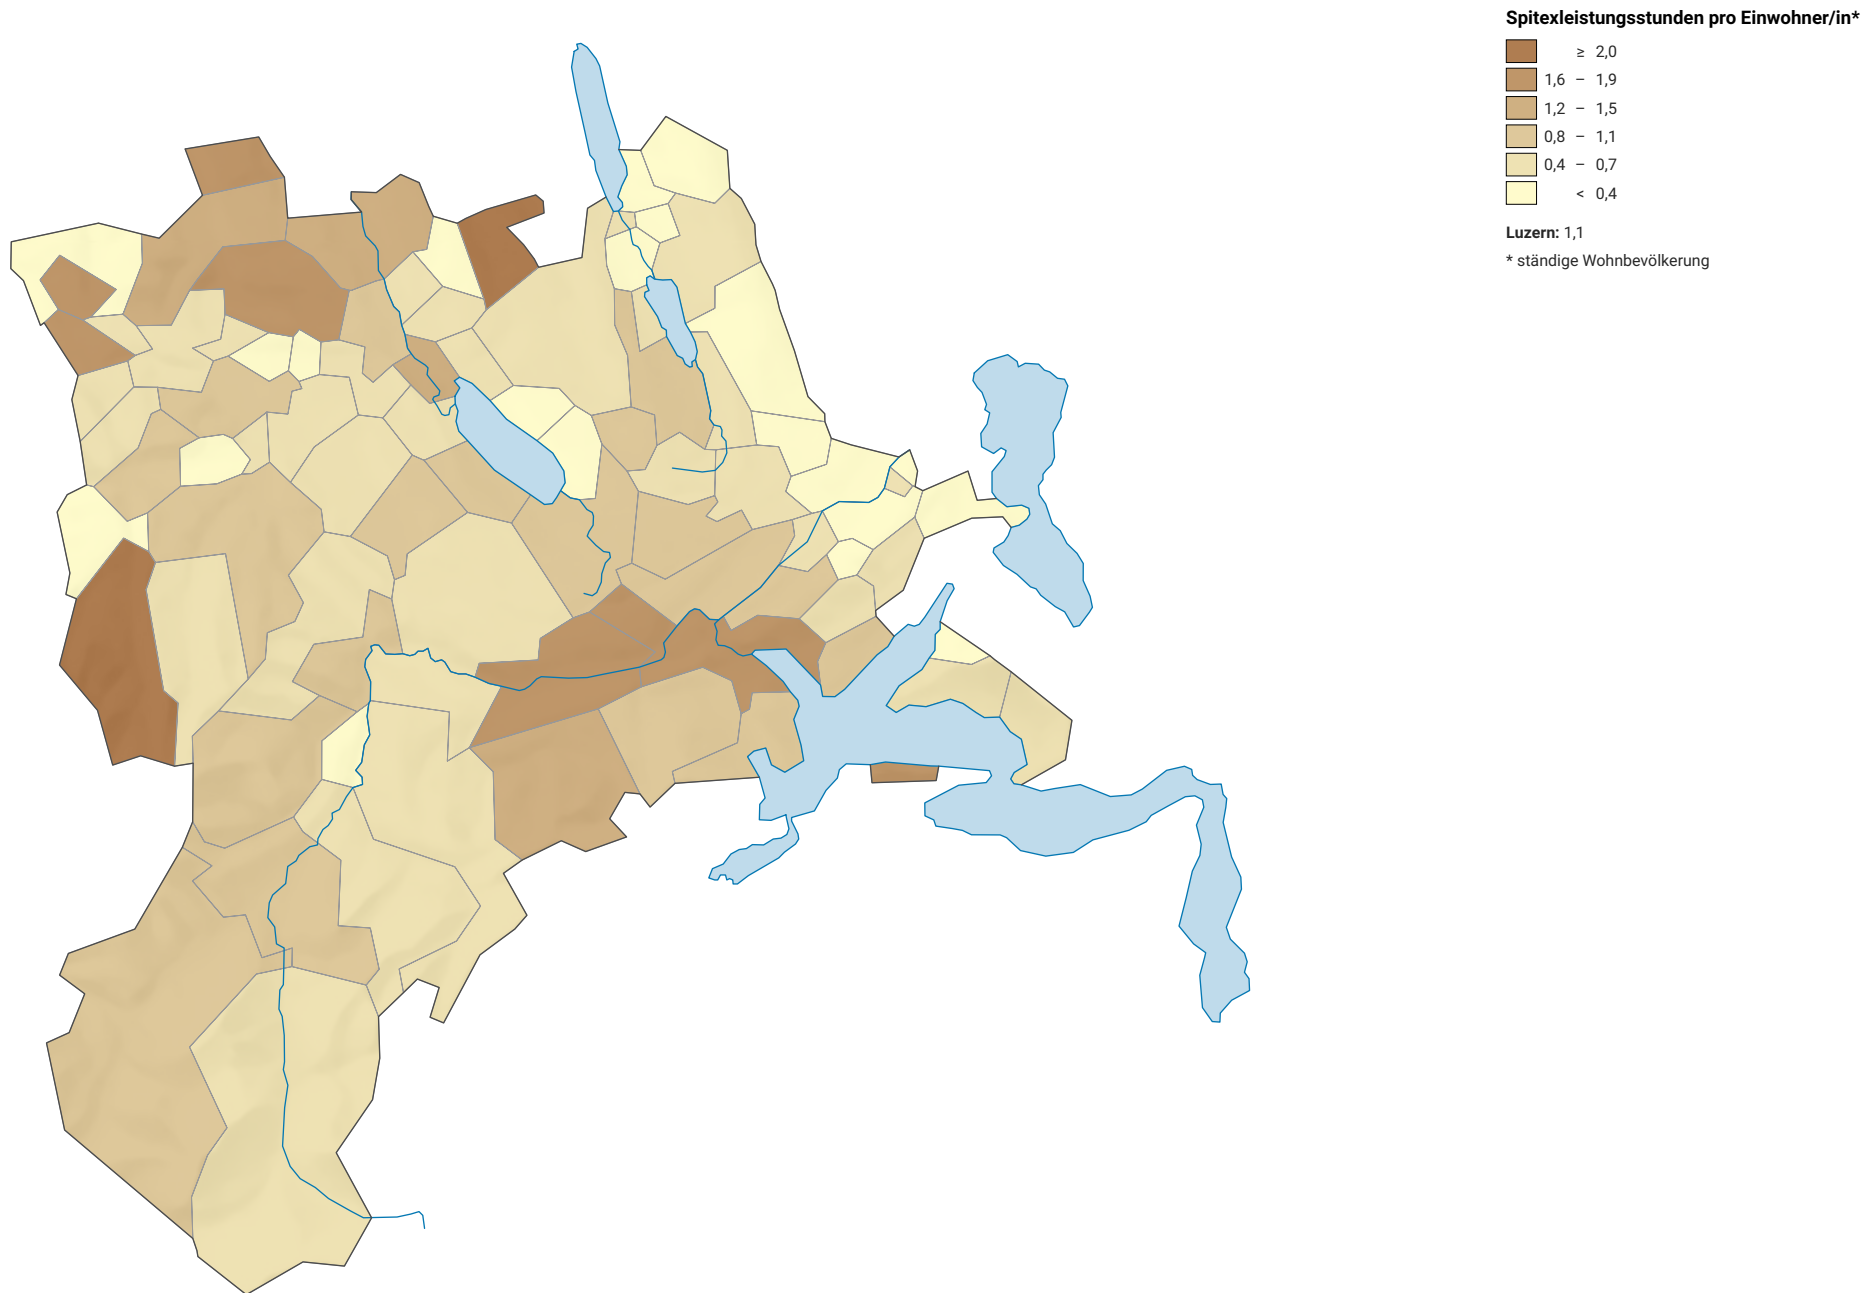 Spitexleistungsstunden pro Einwohner/in*
≥ 2,0
1,6 – 1,9
1,2 – 1,5
0,8 – 1,1
0,4 – 0,7
< 0,4
Luzern: 1,1
* ständige Wohnbevölkerung